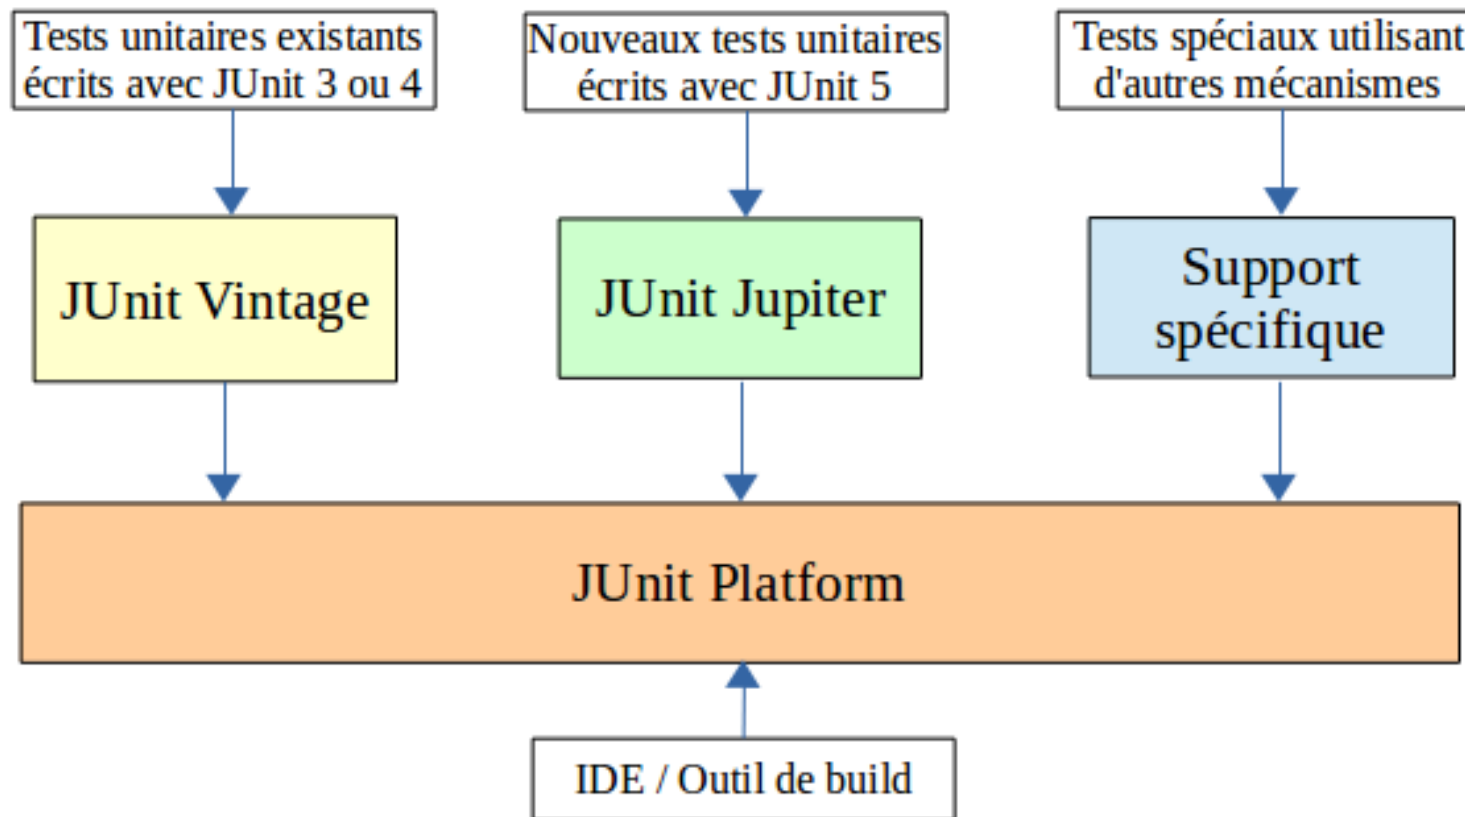 Tests unitaires existants
écrits avec JUnit 3 ou 4
Nouveaux tests unitaires
écrits avec JUnit 5
Tests spéciaux utilisant
d'autres mécanismes
JUnit Vintage
JUnit Jupiter
Support
spécifique
JUnit Platform
IDE / Outil de build